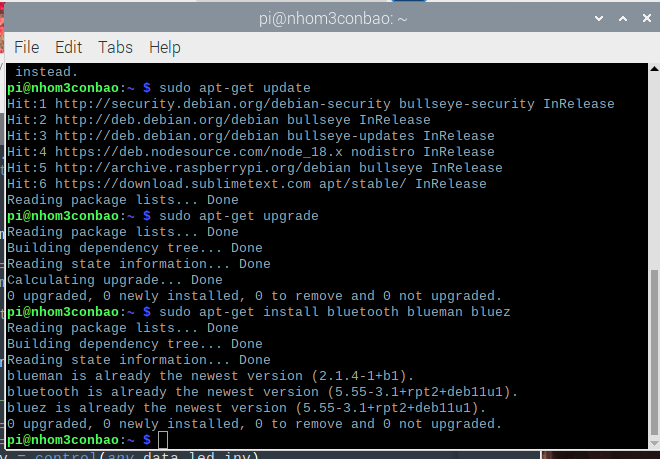 pi@nhom3conbao: ~
File Edit Tabs Help
instead.
pi@nhom3conbao:~ $ sudo apt-get update
Hit:1 http://security.debian.org/debian-security bullseye-security InRelease
Hit:2 http://deb.debian.org/debian bullseye InRelease
Hit:3 http://deb.debian.org/debian bullseye-updates InRelease
Hit:4 https://deb.nodesource.com/node_18.x nodistro InRelease
Hit:5 http://archive.raspberrypi.org/debian bullseye InRelease
Hit:6 https://download.sublimetext.com apt/stable/ InRelease
Reading package lists... Done
pi@nhom3conbao:~ $ sudo apt-get upgrade
Reading package lists... Done
Building dependency tree... Done
Reading state information... Done
Calculating upgrade... Done
0 upgraded, 0 newly installed, 0 to remove and 0 not upgraded.
pi@nhom3conbao:~ $ sudo apt-get install bluetooth blueman bluez
Reading package lists... Done
Building dependency tree... Done
Reading state information... Done
blueman is already the newest version (2.1.4-1+b1).
bluetooth is already the newest version (5.55-3.1+rpt2+deb11u1).
bluez is already the newest version (5.55-3.1+rpt2+deb11u1).
0 upgraded, 0 newly installed, 0 to remove and 0 not upgraded.
pi@nhom3conbao:~ $
= control(any data led inv)